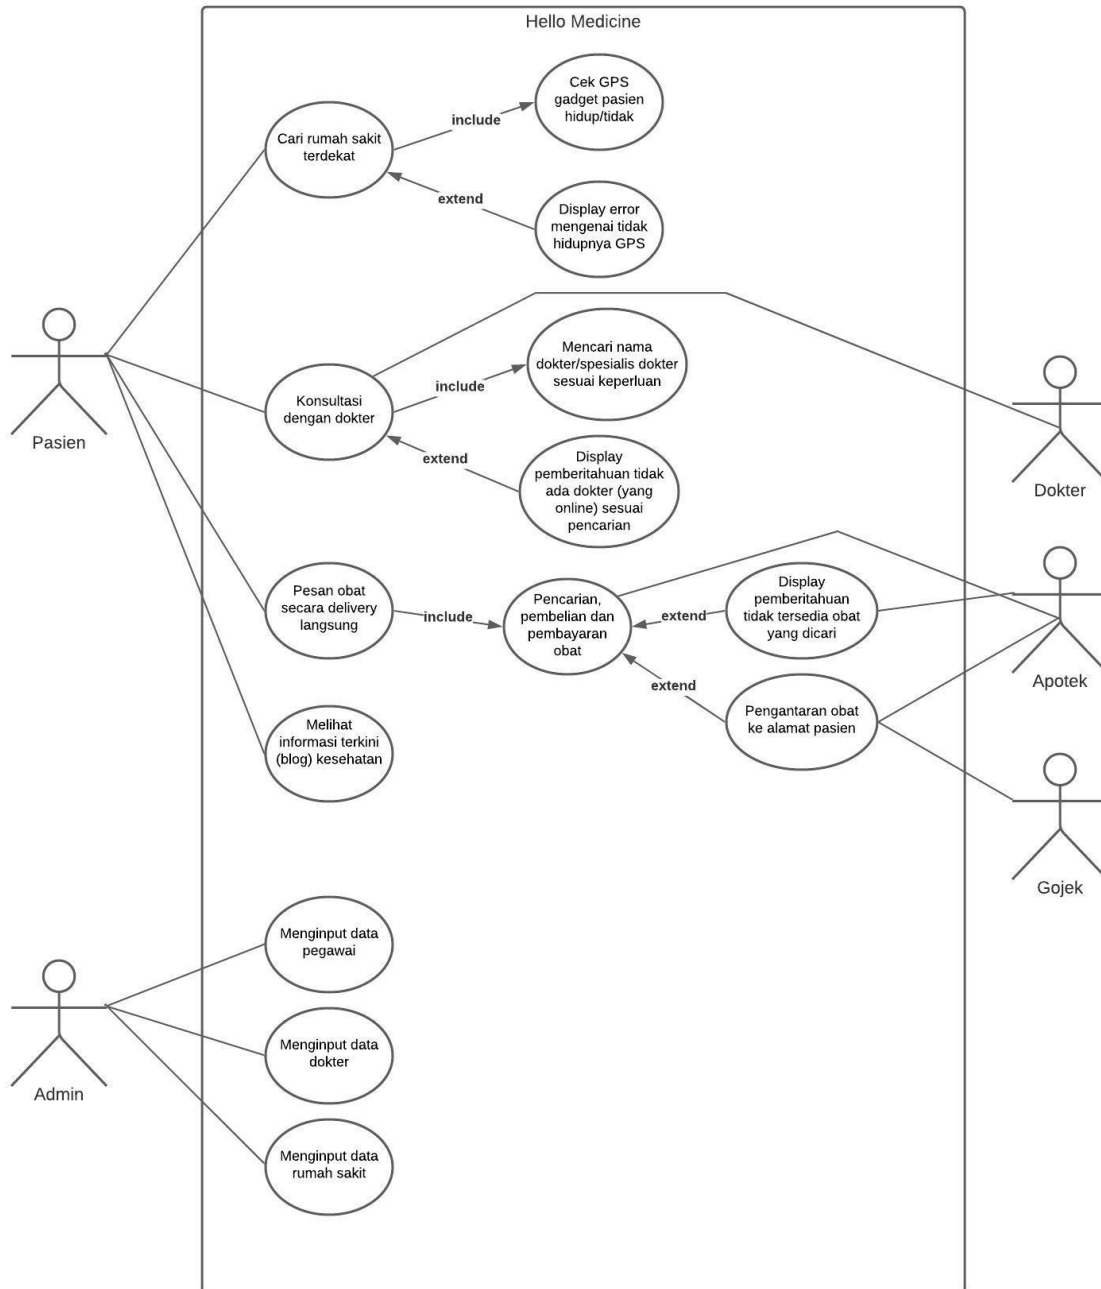 Hello Medicine
Cek GPS
gadget pasien
hidup/tidak
include
Cari rumah sakit
terdekat
extend
Display error
mengenai tidak
hidupnya GPS
Mencari nama
dokter/spesialis dokter
sesuai keperluan
include
Konsultasi
dengan dokter
extend
Display
pemberitahuan tidak
ada dokter (yang
online) sesuai
pencarian
Pasien
Dokter
Pesan obat
secara delivery
langsung
include
Pencarian,
pembelian dan
pembayaran
obat
extend
Display
pemberitahuan
tidak tersedia obat
yang dicari
extend
Pengantaran obat
ke alamat pasien
Apotek
Melihat
informasi terkini
(blog) kesehatan
Gojek
Menginput data
pegawai
Menginput data
dokter
Admin
Menginput data
rumah sakit